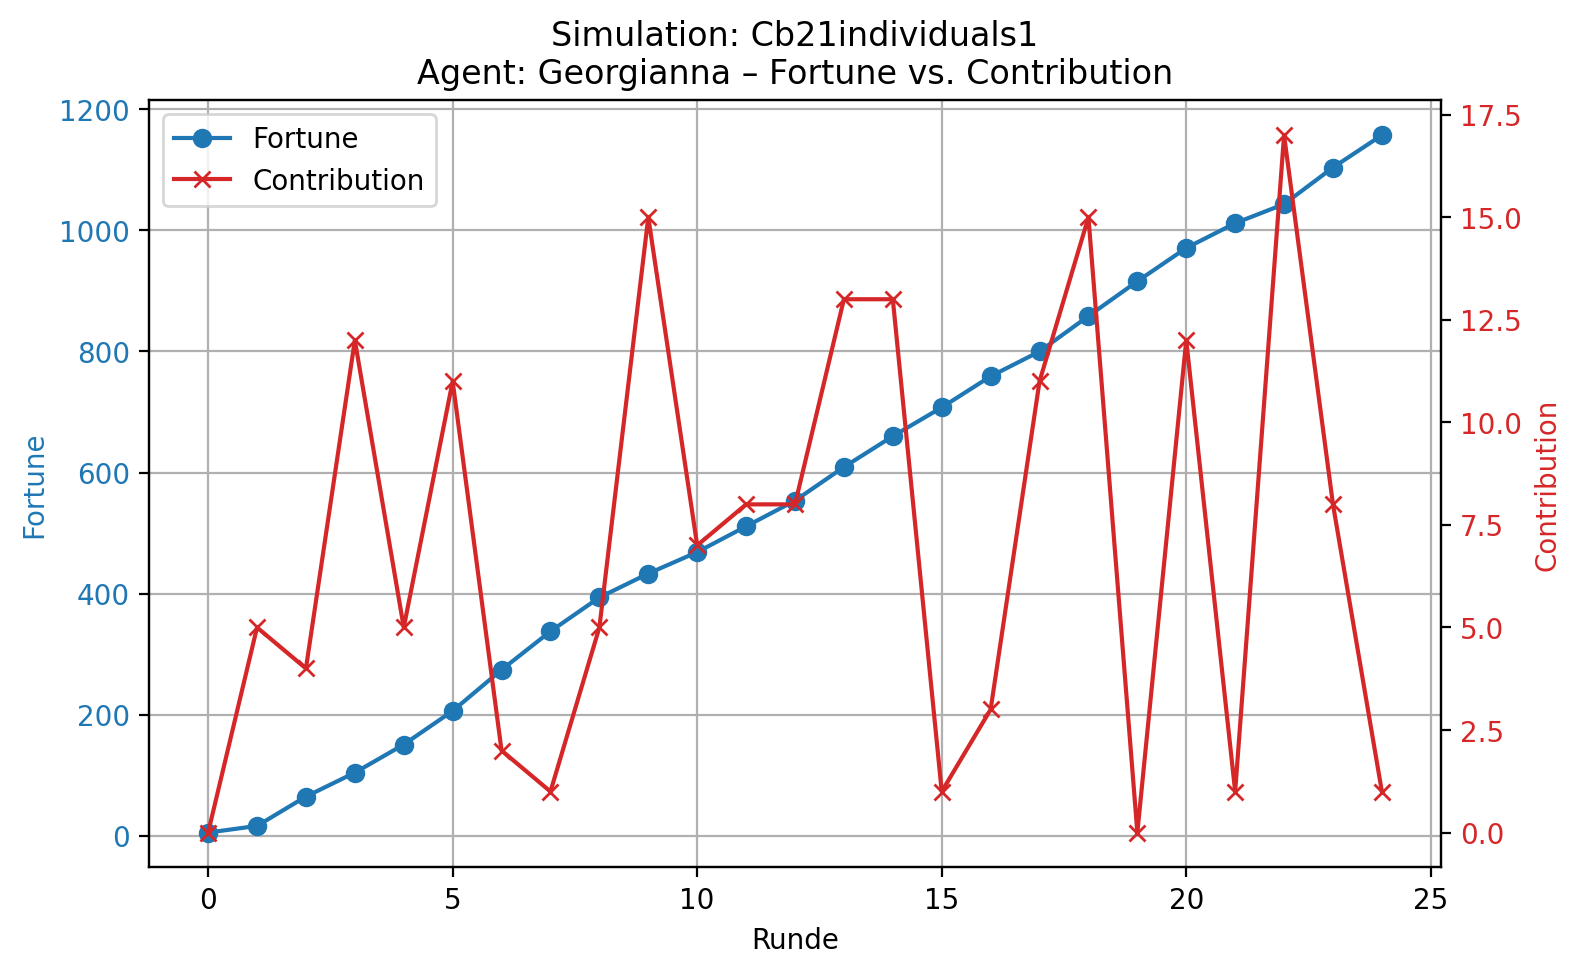 Simulation: Cb21individuals1
Agent: Georgianna – Fortune vs. Contribution
Fortune
Contribution
1200
1000
800
600
400
200
0
Fortune
17.5
15.0
12.5
10.0
7.5
5.0
2.5
0.0
Contribution
0 5 10 15 20 25
Runde